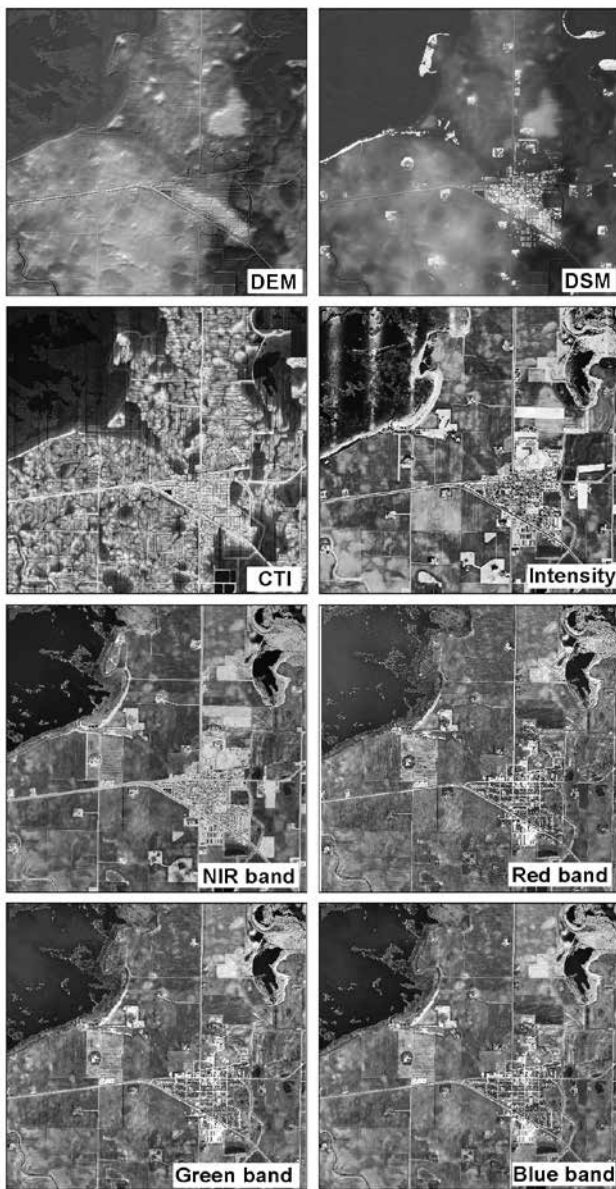 DEM
DSM
CTI
Intensity
NIR band
Red band
Green band
Blue band